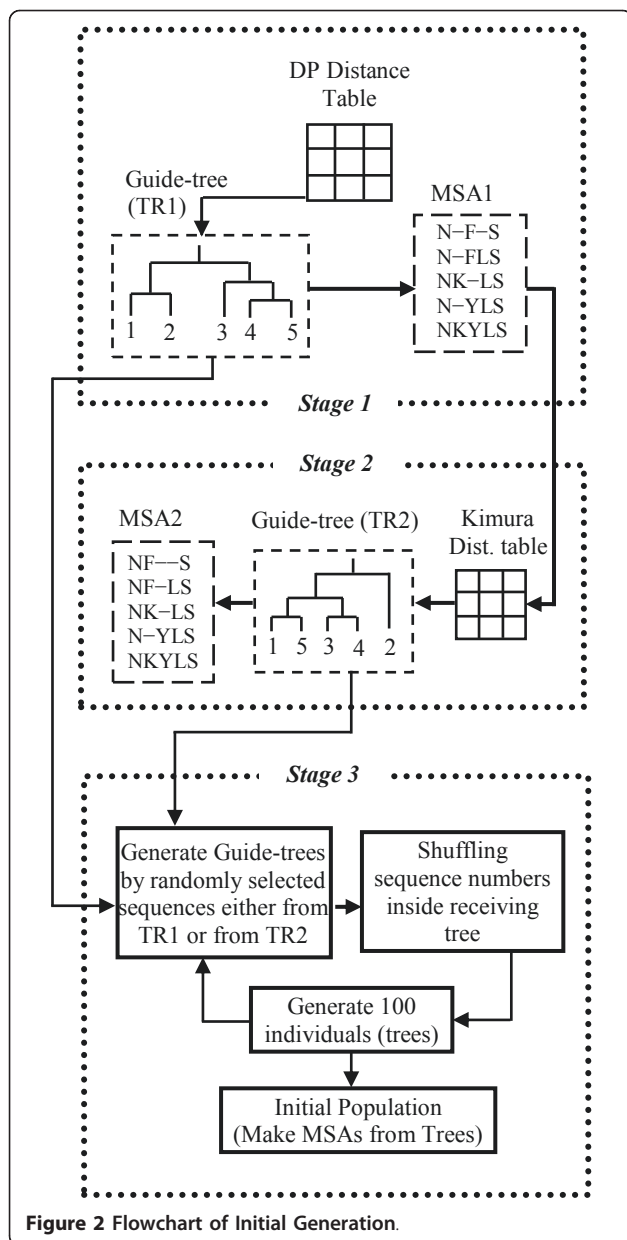 DP Distance
Table
Guide-tree
(TR1)
MSA1
N–F–S
N–FLS
NK–LS
N–YLS
NKYLS
1 2 3 4 5
Stage 1
Stage 2
MSA2
Guide-tree (TR2)
Kimura
Dist. table
NF––S
NF–LS
NK–LS
N–YLS
NKYLS
1 5 3 4 2
Stage 3
Generate Guide-trees
by randomly selected
sequences either from
TR1 or from TR2
Shuffling
sequence numbers
inside receiving
tree
Generate 100
individuals (trees)
Initial Population
(Make MSAs from Trees)
Figure 2 Flowchart of Initial Generation.